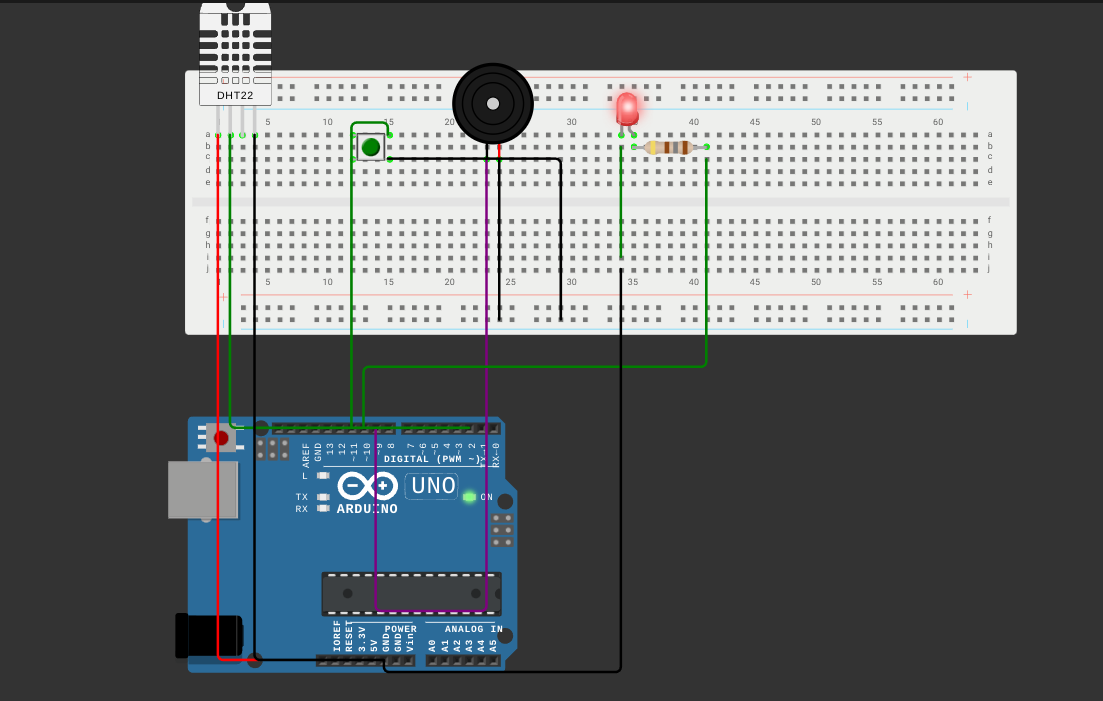 DHT22
5 10 15 20 25 30 35 40 45 50 55 60
a a
b b
c c
d d
e e
f f
g g
h h
i i
j j
5 10 15 20 25 30 35 40 45 50 55 60
AREF GND 13 12 ~11 ~10 ~9 8 7 ~6 ~5 4 ~3 2 TX→1 RX←0
DIGITAL (PWM ~)
L
UNO
TX ON
RX ARDUINO
POWER ANALOG IN
IOREF RESET 3.3V 5V GND GND Vin A0 A1 A2 A3 A4 A5